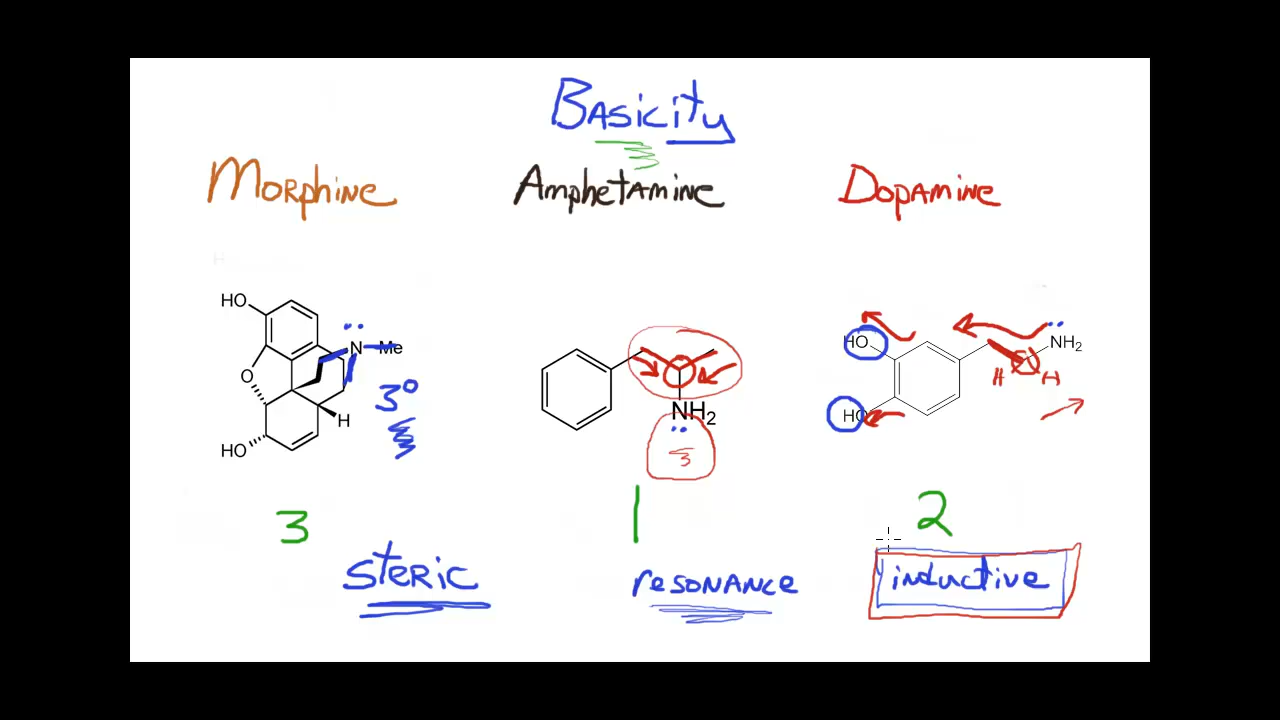 Basicity
Morphine
Amphetamine
Dopamine
HO
N
Me
O
H
HO
3°
NH2
HO
NH2
H
H
HO
3
1
2
steric
resonance
inductive